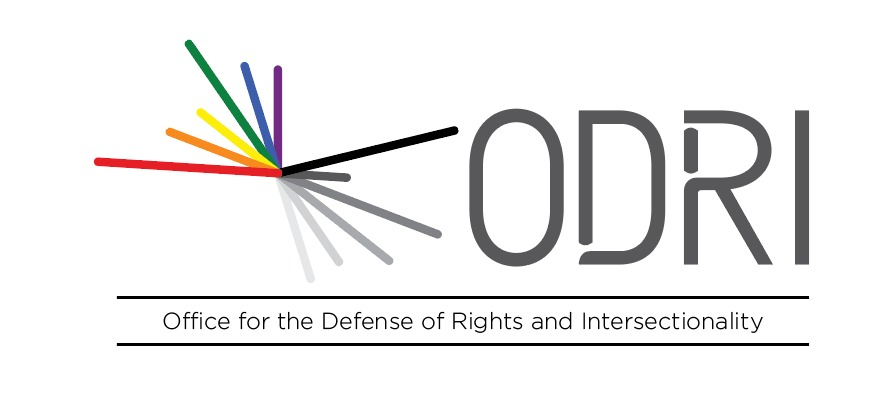 ODRI
Office for the Defense of Rights and Intersectionality